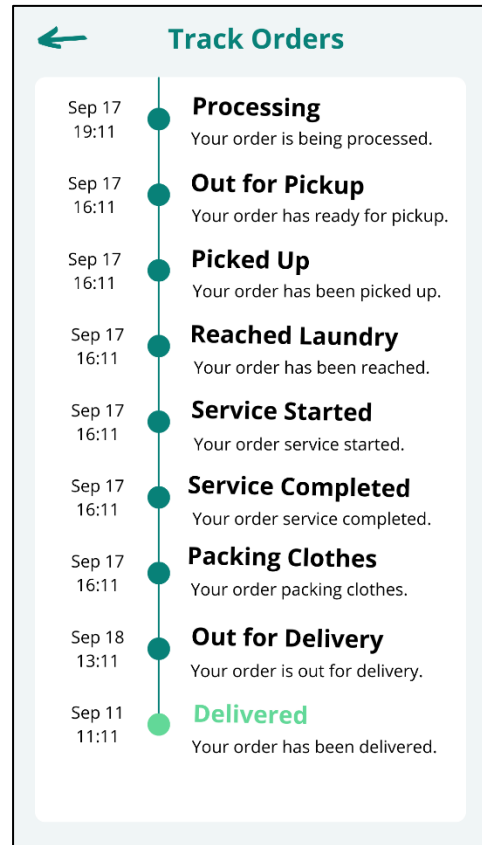 Track Orders
Sep 17
19:11
Processing
Your order is being processed.
Sep 17
16:11
Out for Pickup
Your order has ready for pickup.
Sep 17
16:11
Picked Up
Your order has been picked up.
Sep 17
16:11
Reached Laundry
Your order has been reached.
Sep 17
16:11
Service Started
Your order service started.
Sep 17
16:11
Service Completed
Your order service completed.
Sep 17
16:11
Packing Clothes
Your order packing clothes.
Sep 18
13:11
Out for Delivery
Your order is out for delivery.
Sep 11
11:11
Delivered
Your order has been delivered.